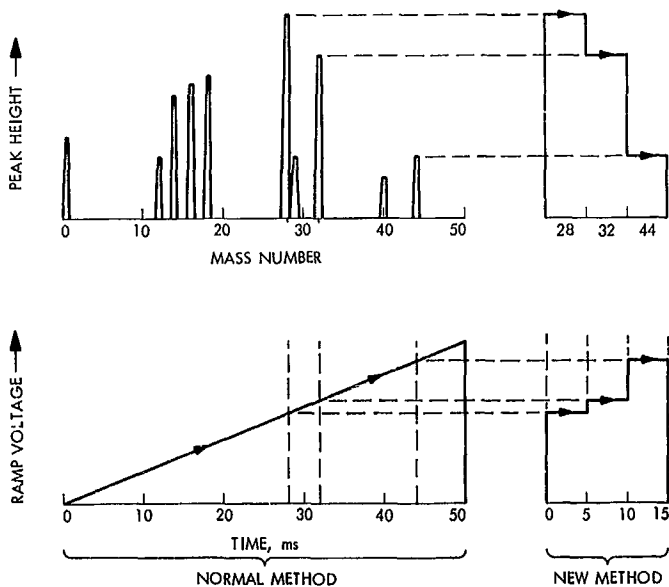 PEAK HEIGHT
0 10 20 30 40 50
MASS NUMBER
28 32 44
RAMP VOLTAGE
0 10 20 30 40 50
TIME, ms
NORMAL METHOD
0 5 10 15
NEW METHOD